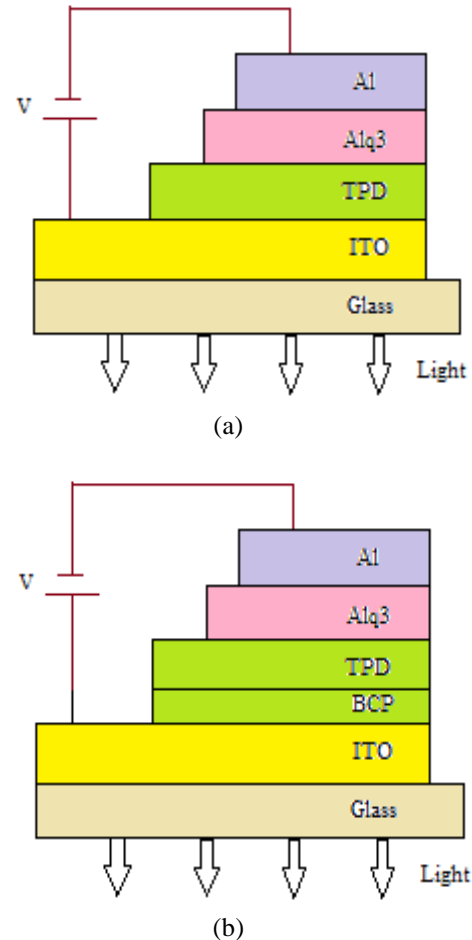 Al
V
Alq3
TPD
ITO
Glass
Light
(a)
Al
V
Alq3
TPD
BCP
ITO
Glass
Light
(b)